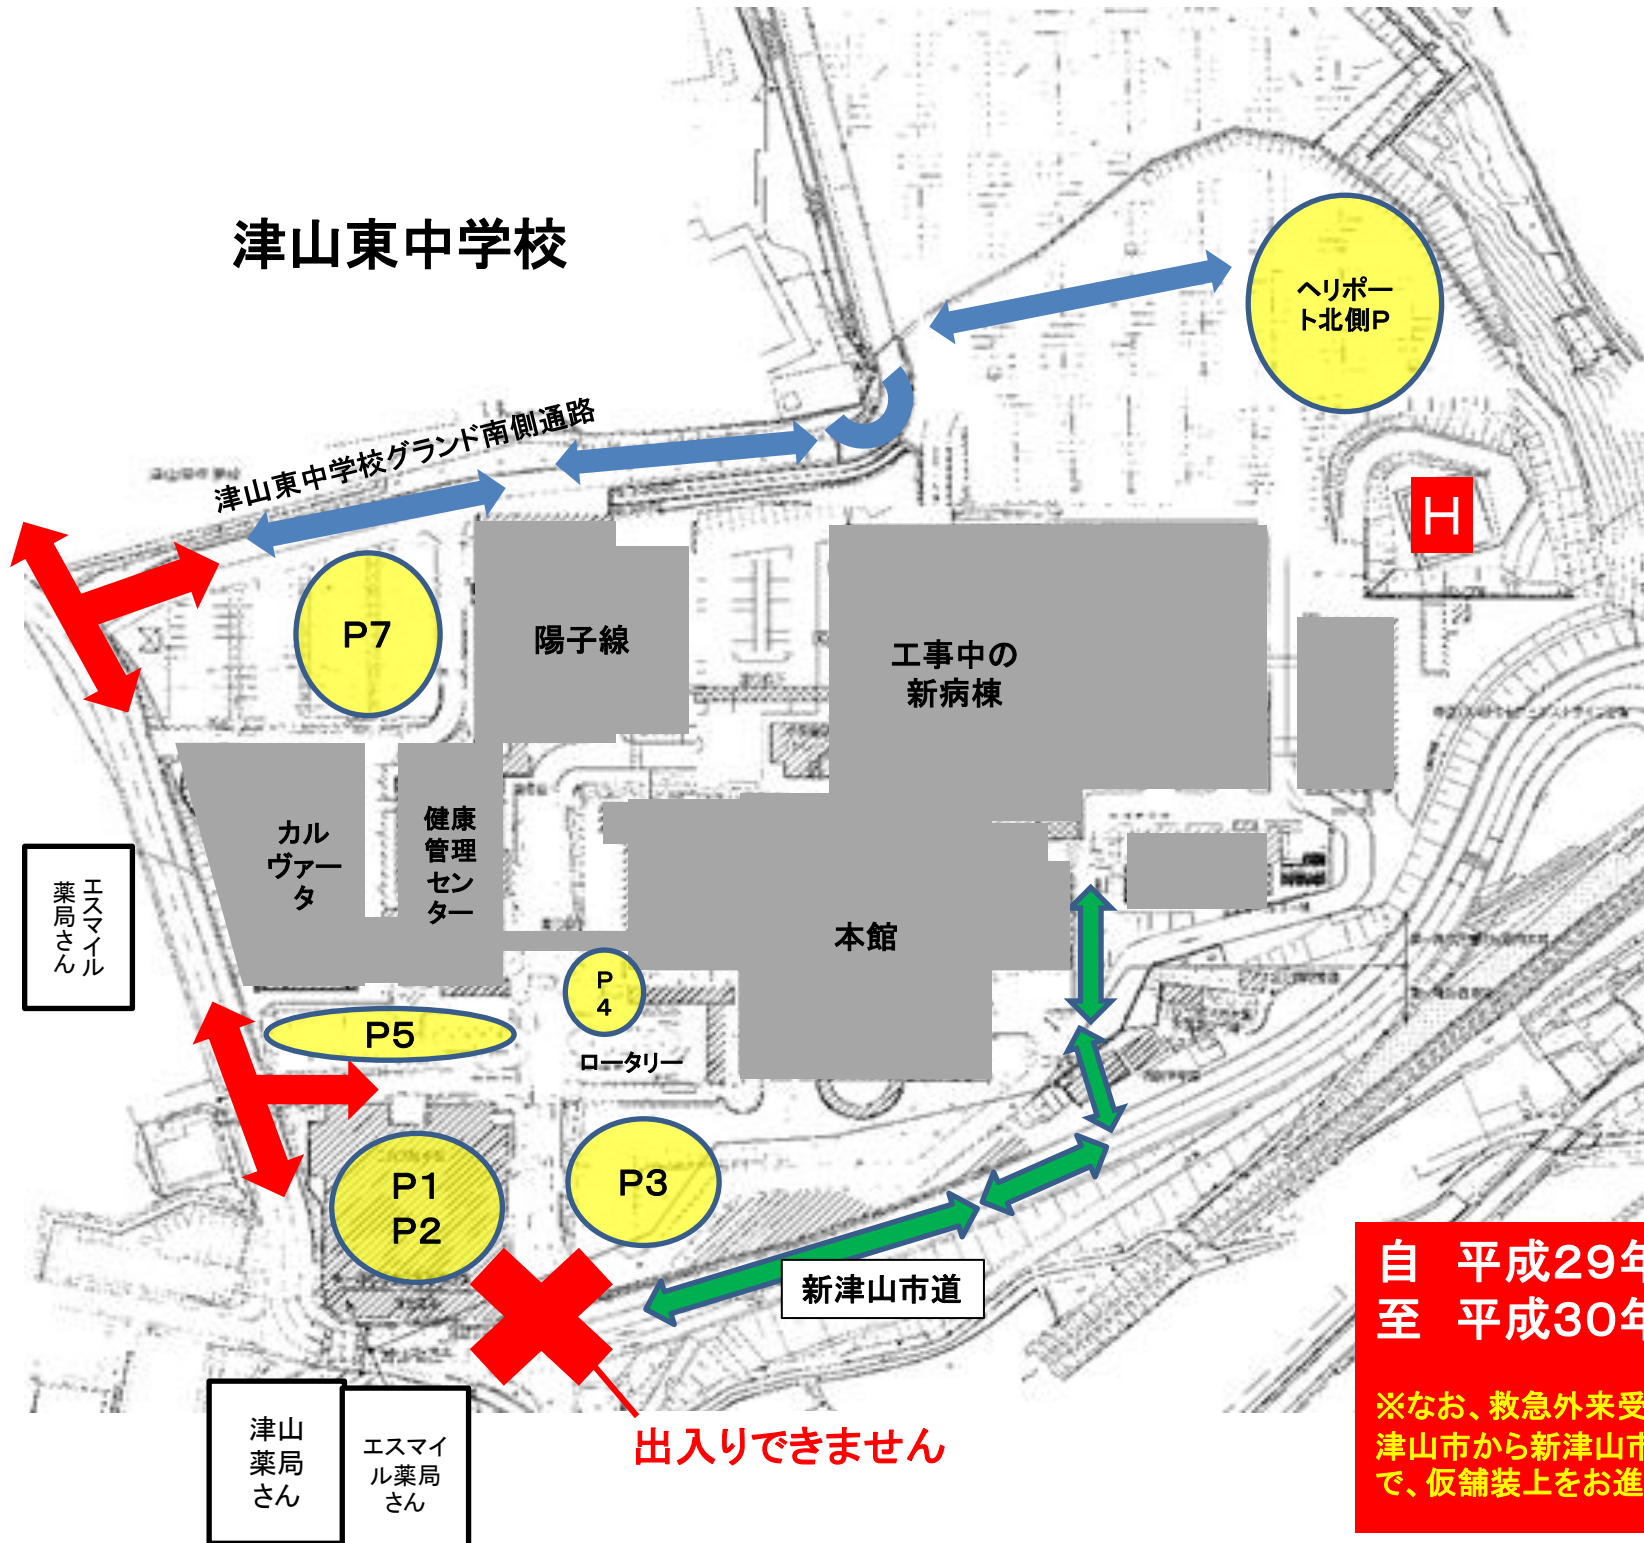 津山東中学校
ヘリポー
ト北側P
津山東中学校グランド南側通路
H
P7
陽子線
工事中の
新病棟
カル
ヴァー
タ
健康
管理
セン
ター
エスマイル
薬局さん
本館
P
4
P5
ロータリー
P1
P2
P3
新津山市道
出入りできません
津山
薬局
さん
エスマイ
ル薬局
さん
自　平成29年
至　平成30年
※なお、救急外来受
津山市から新津山市
で、仮舗装上をお進